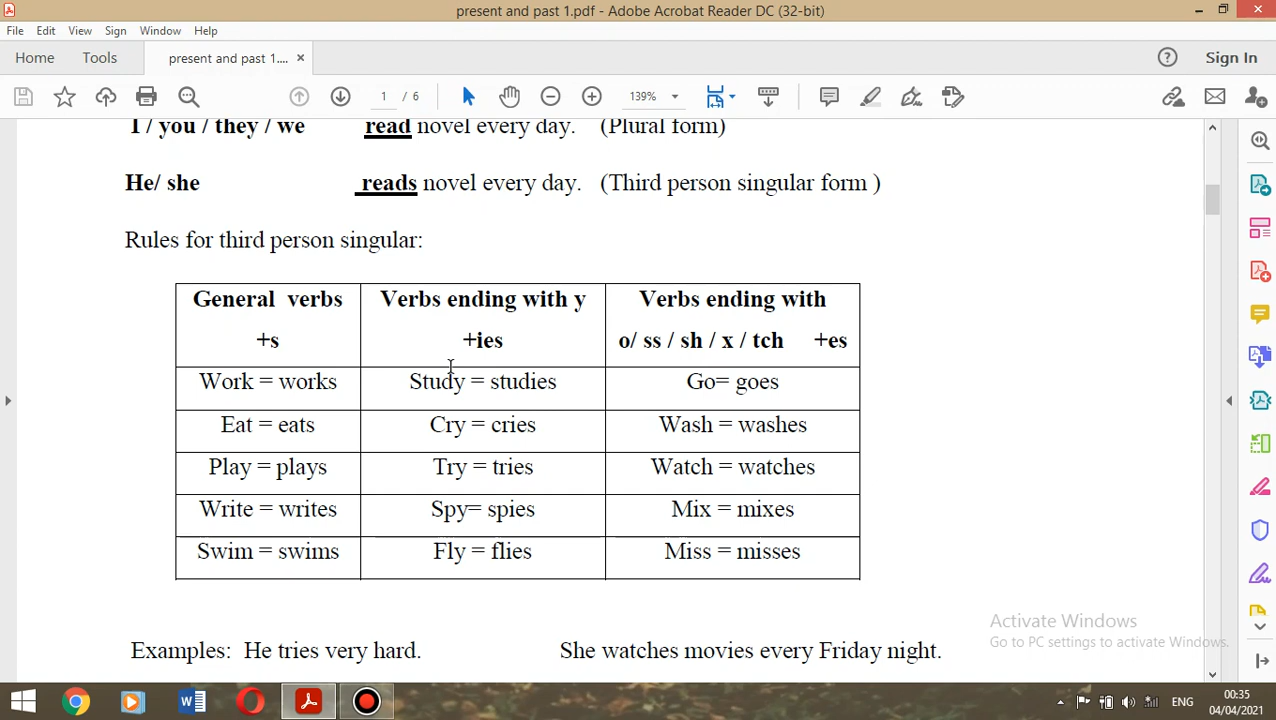 present and past 1.pdf - Adobe Acrobat Reader DC (32-bit)
File Edit View Sign Window Help
Home Tools present and past 1.... × Sign In
1 / 6 139%
I / you / they / we read novel every day. (Plural form)
He/ she reads novel every day. (Third person singular form )
Rules for third person singular:
General verbs Verbs ending with y Verbs ending with
+s +ies o/ ss / sh / x / tch +es
Work = works Study = studies Go= goes
Eat = eats Cry = cries Wash = washes
Play = plays Try = tries Watch = watches
Write = writes Spy= spies Mix = mixes
Swim = swims Fly = flies Miss = misses
Activate Windows
Go to PC settings to activate Windows.
Examples: He tries very hard. She watches movies every Friday night.
ENG 00:35
04/04/2021